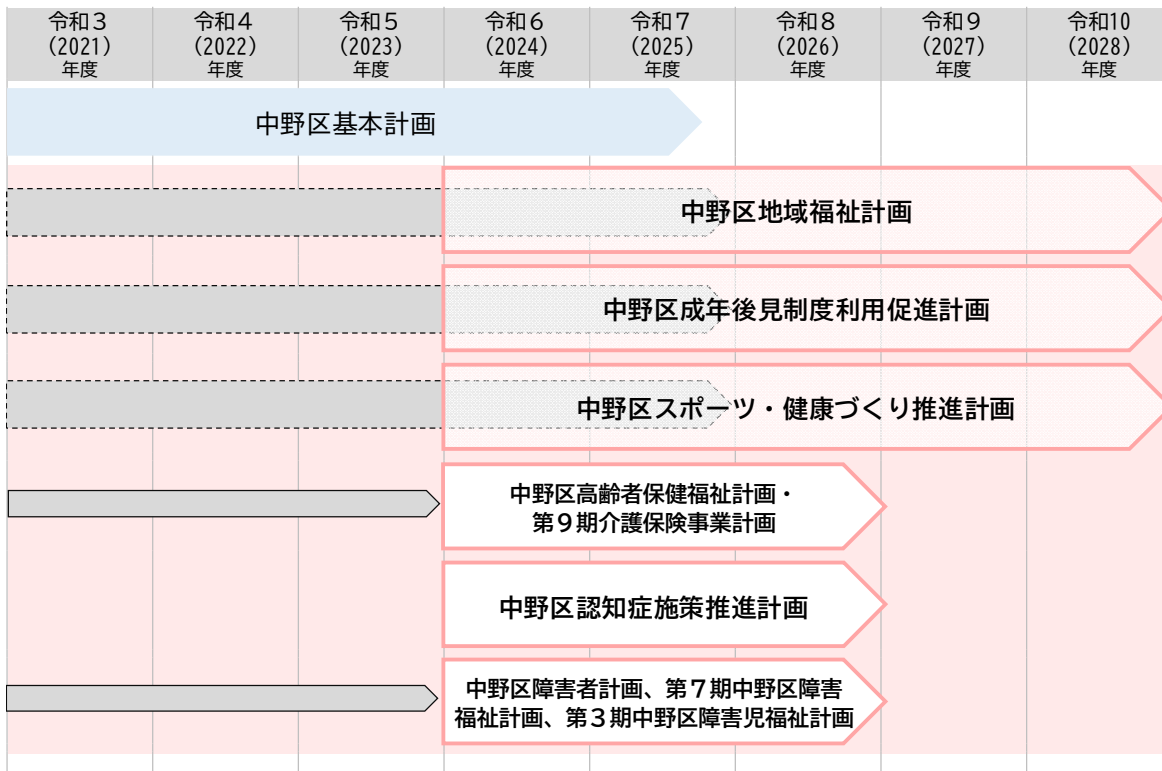 令和3
(2021)
年度
令和4
(2022)
年度
令和5
(2023)
年度
令和6
(2024)
年度
令和7
(2025)
年度
令和8
(2026)
年度
令和9
(2027)
年度
令和10
(2028)
年度
中野区基本計画
中野区地域福祉計画
中野区成年後見制度利用促進計画
中野区スポーツ・健康づくり推進計画
中野区高齢者保健福祉計画・
第9期介護保険事業計画
中野区認知症施策推進計画
中野区障害者計画、第7期中野区障害
福祉計画、第3期中野区障害児福祉計画